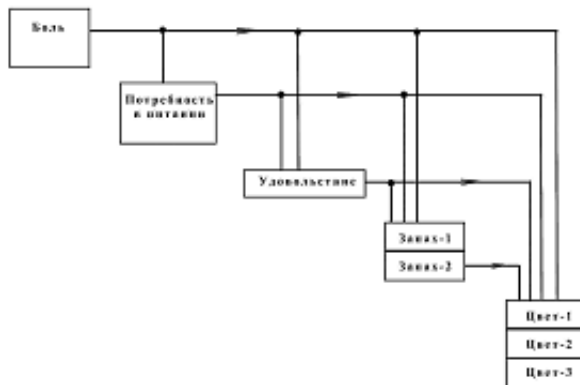 Боль
Потребность
в питании
Удовольствие
Запах-1
Запах-2
Цвет-1
Цвет-2
Цвет-3